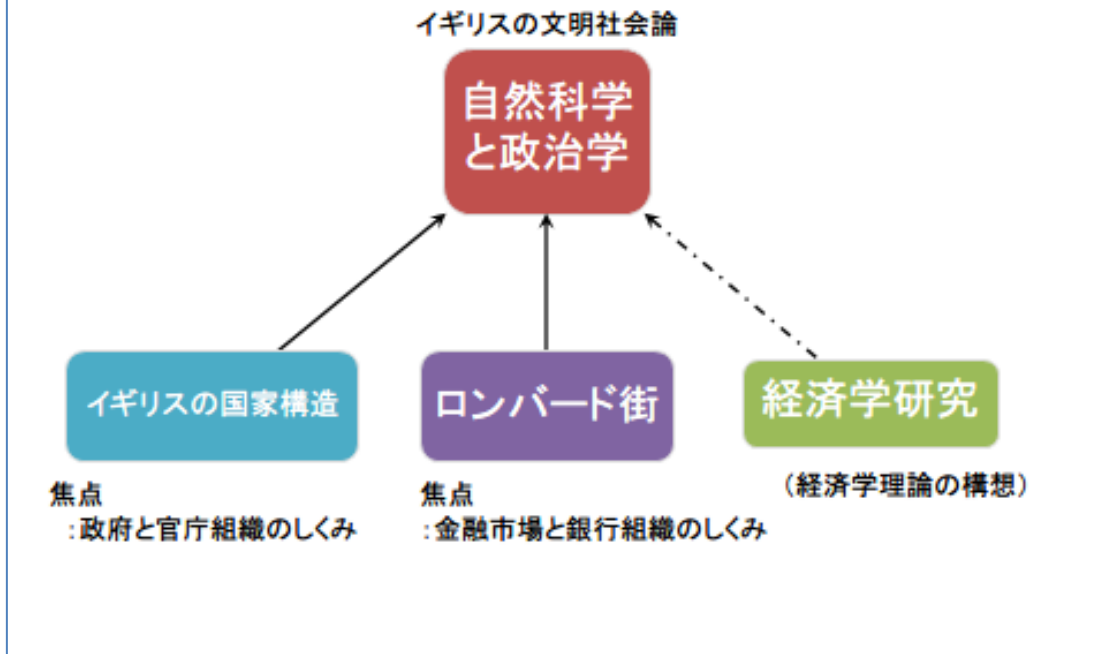 イギリスの文明社会論
自然科学
と政治学
イギリスの国家構造
ロンバード街
経済学研究
焦点
:政府と官庁組織のしくみ
焦点
:金融市場と銀行組織のしくみ
(経済学理論の構想)